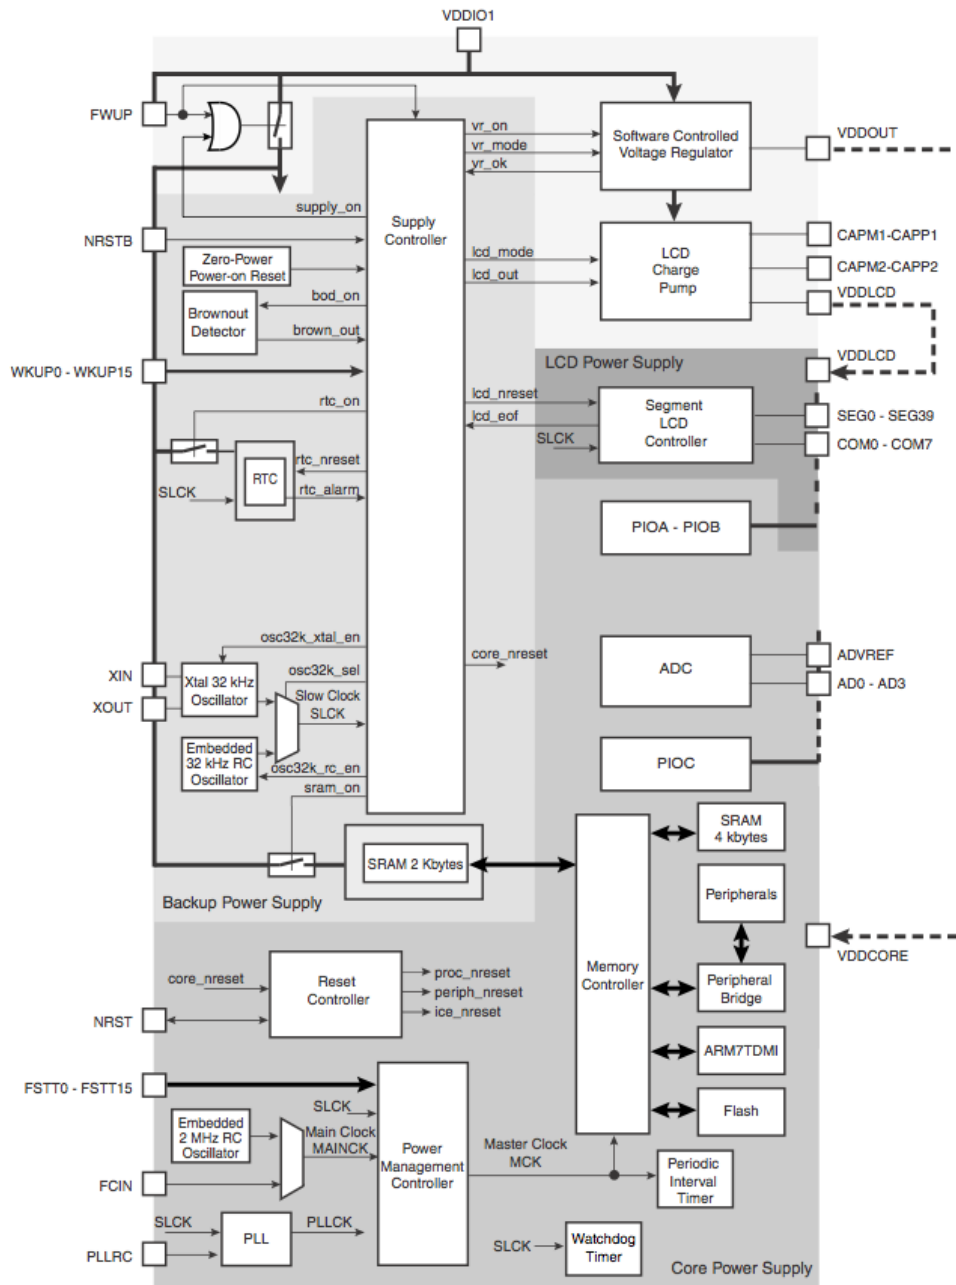 VDDIO1
FWUP
vr_on
vr_mode
vr_ok
Software Controlled
Voltage Regulator
VDDOUT
supply_on
Supply
Controller
NRSTB
Zero-Power
Power-on Reset
lcd_mode
lcd_out
LCD
Charge
Pump
CAPM1-CAPP1
CAPM2-CAPP2
VDDLCD
bod_on
Brownout
Detector
brown_out
WKUP0 - WKUP15
LCD Power Supply
VDDLCD
rtc_on
lcd_nreset
lcd_eof
SLCK
Segment
LCD
Controller
SEG0 - SEG39
COM0 - COM7
rtc_nreset
RTC
rtc_alarm
SLCK
PIOA - PIOB
osc32k_xtal_en
core_nreset
XIN
XOUT
Xtal 32 kHz
Oscillator
osc32k_sel
Slow Clock
SLCK
ADC
ADVREF
AD0 - AD3
Embedded
32 kHz RC
Oscillator
osc32k_rc_en
sram_on
PIOC
SRAM 2 Kbytes
Backup Power Supply
SRAM
4 kbytes
Peripherals
Memory
Controller
Peripheral
Bridge
VDDCORE
core_nreset
Reset
Controller
proc_nreset
periph_nreset
ice_nreset
NRST
ARM7TDMI
Flash
FSTT0 - FSTT15
SLCK
Embedded
2 MHz RC
Oscillator
Main Clock
MAINCK
Power
Management
Controller
Master Clock
MCK
Periodic
Interval
Timer
FCIN
SLCK
PLL
PLLCK
PLLRC
SLCK
Watchdog
Timer
Core Power Supply